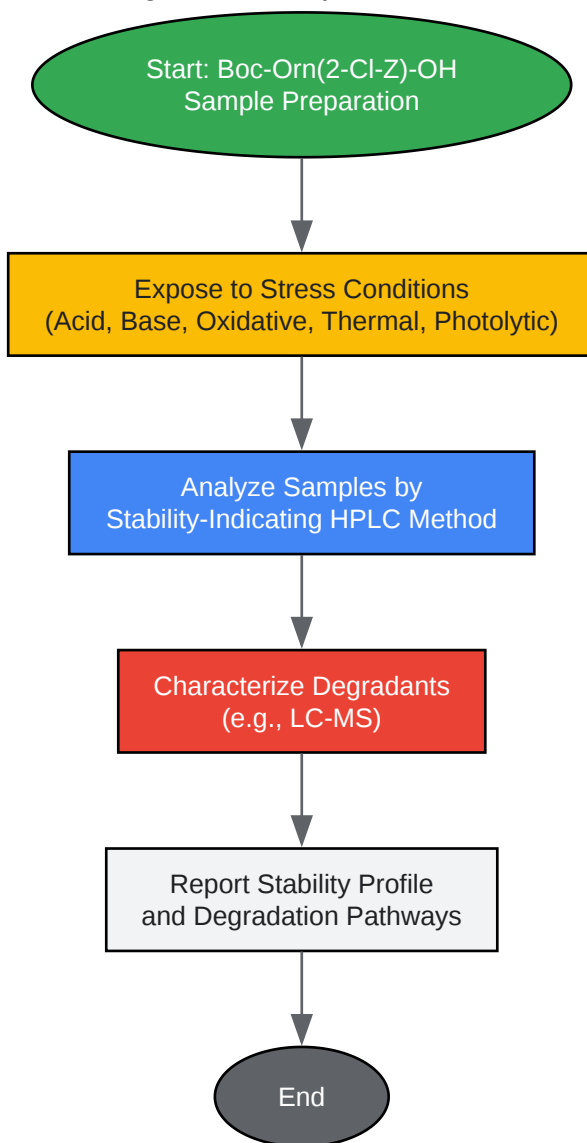 Start: Boc-Orn(2-Cl-Z)-OH
Sample Preparation
Expose to Stress Conditions
(Acid, Base, Oxidative, Thermal, Photolytic)
Analyze Samples by
Stability-Indicating HPLC Method
Characterize Degradants
(e.g., LC-MS)
Report Stability Profile
and Degradation Pathways
End